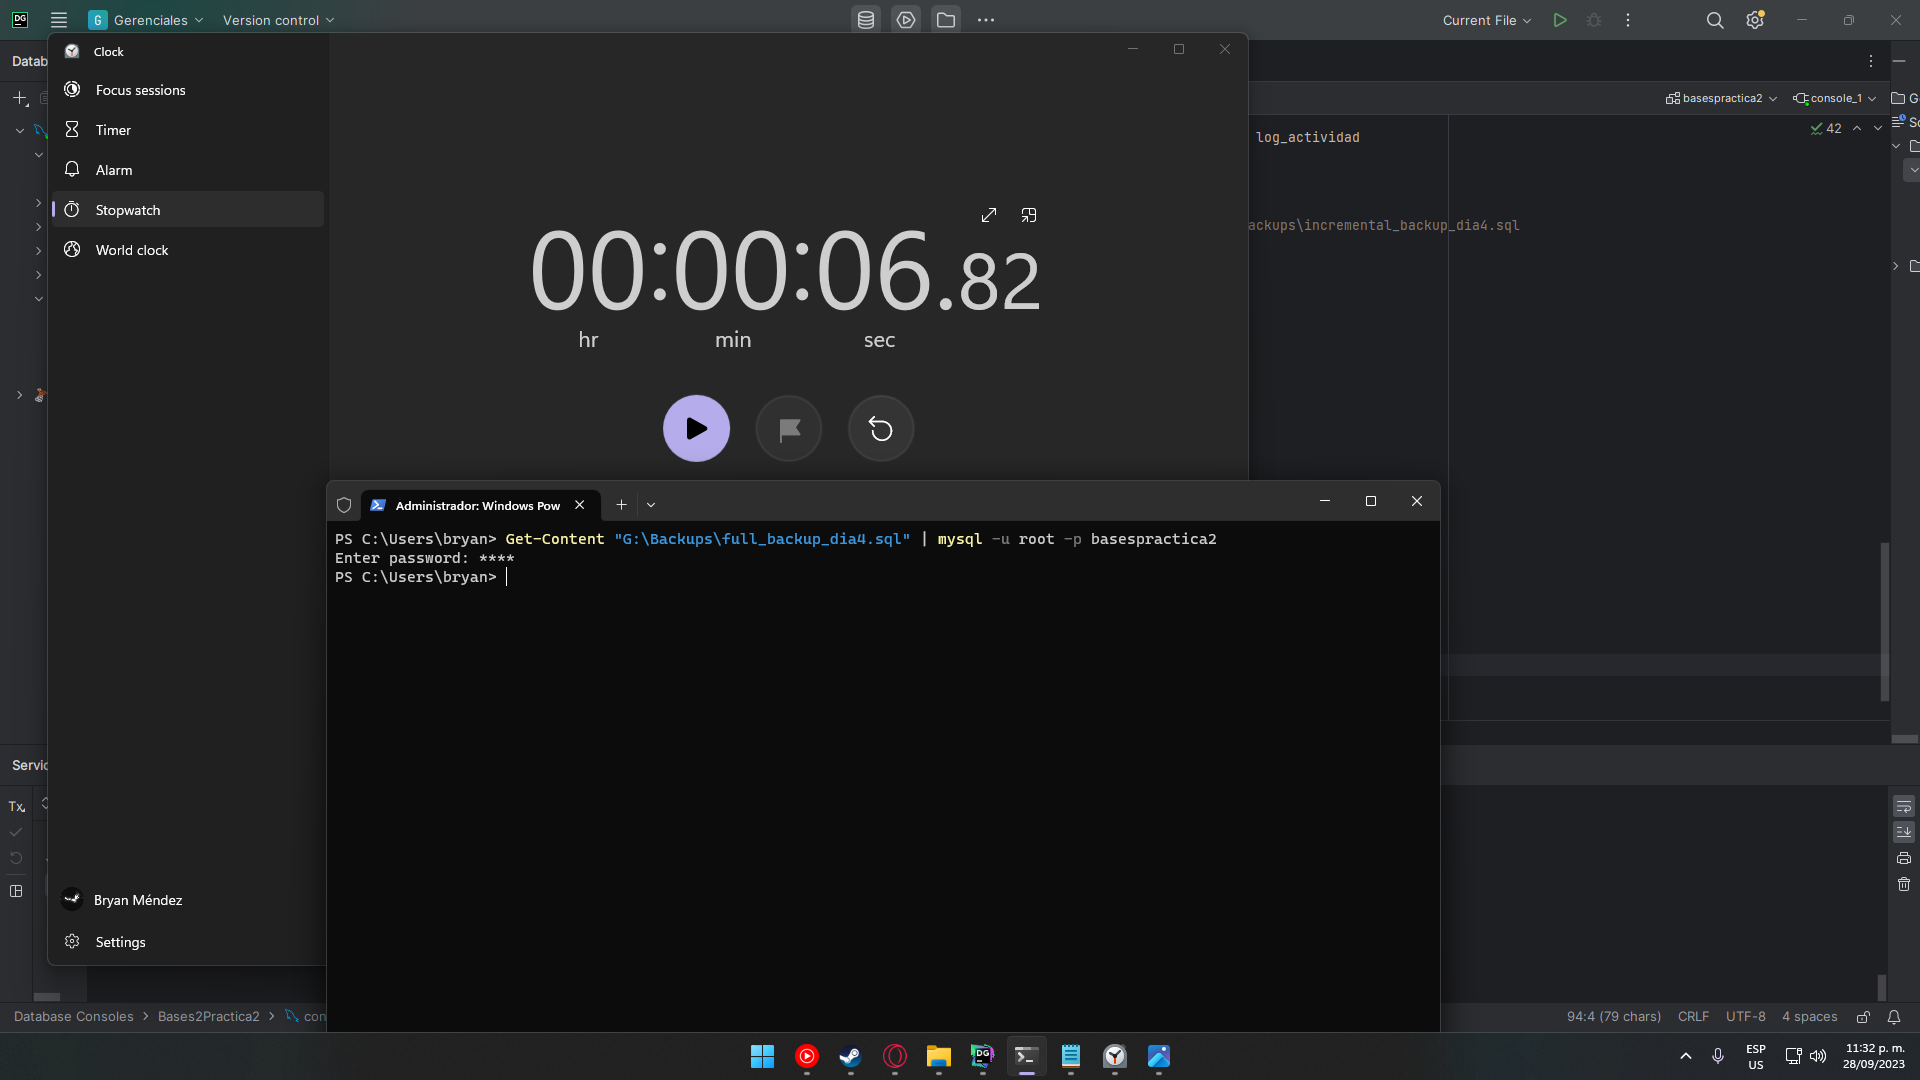 DG
G Gerenciales
Version control
Current File
Clock
Focus sessions
Timer
Alarm
Stopwatch
World clock
00:00:06.82
hr min sec
Bryan Méndez
Settings
Datab
basespractica2
console_1
G
42
Sc
log_actividad
ackups\incremental_backup_dia4.sql
Administrador: Windows Pow
PS C:\Users\bryan> Get-Content "G:\Backups\full_backup_dia4.sql" | mysql -u root -p basespractica2
Enter password: ****
PS C:\Users\bryan>
Servic
Tx
Database Consoles > Bases2Practica2 > con
94:4 (79 chars) CRLF UTF-8 4 spaces
DG
ESP
US
11:32 p. m.
28/09/2023